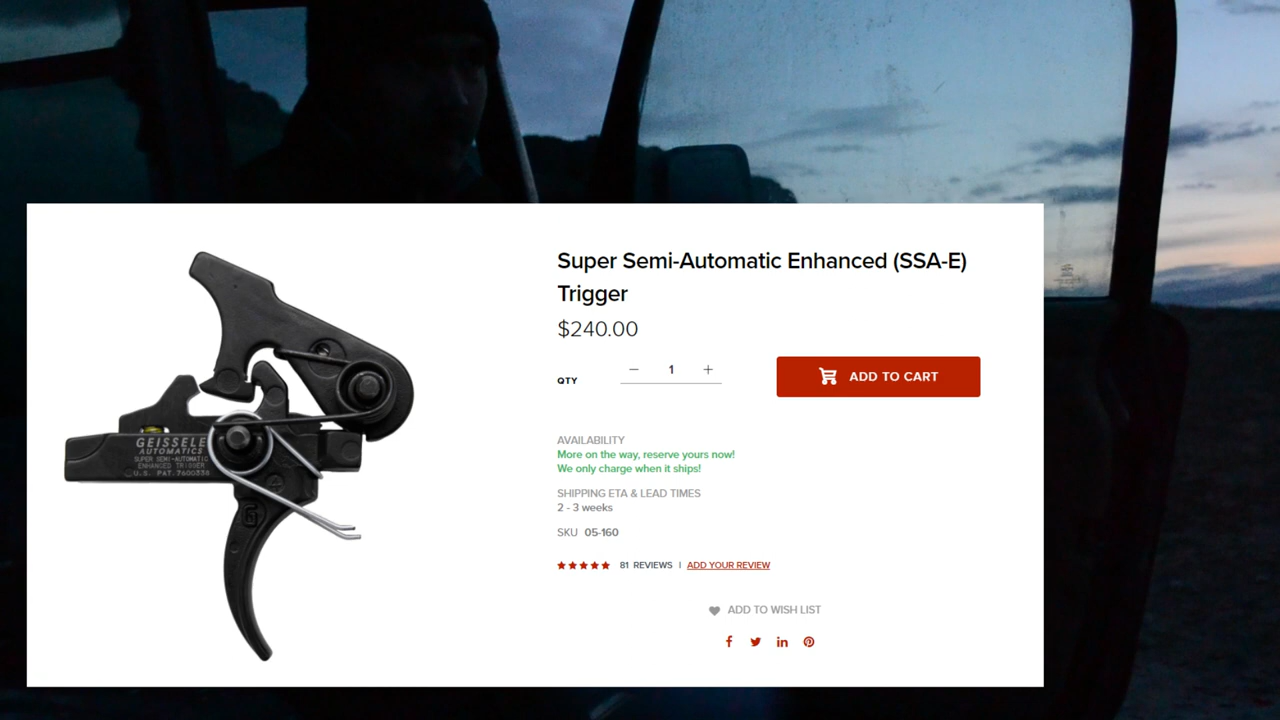 Super Semi-Automatic Enhanced (SSA-E)
Trigger
$240.00
QTY
− 1 +
ADD TO CART
AVAILABILITY
More on the way, reserve yours now!
We only charge when it ships!
SHIPPING ETA & LEAD TIMES
2 - 3 weeks
SKU 05-160
81 REVIEWS | ADD YOUR REVIEW
ADD TO WISH LIST
GEISSELE
AUTOMATICS
SUPER SEMI-AUTOMATIC
ENHANCED TRIGGER
U.S. PAT. 7600338
G